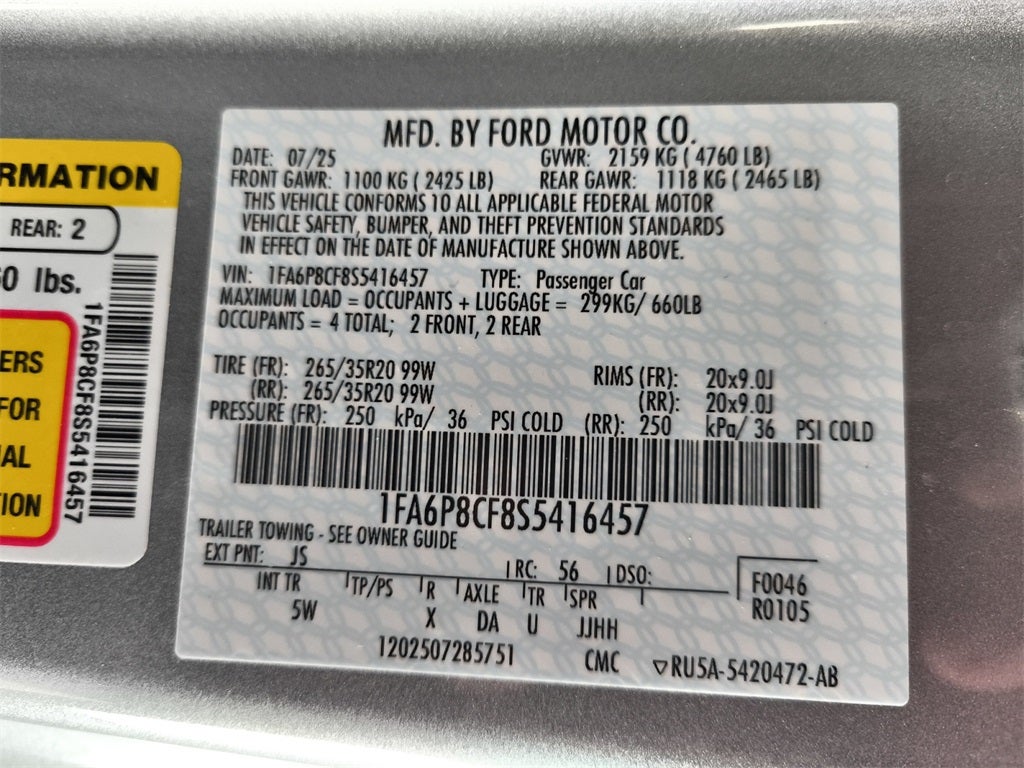 RMATION
REAR: 2
0 lbs.
ERS
FOR
AL
TION
1FA6P8CF8S5416457
MFD. BY FORD MOTOR CO.
DATE: 07/25 GVWR: 2159 KG ( 4760 LB)
FRONT GAWR: 1100 KG ( 2425 LB) REAR GAWR: 1118 KG ( 2465 LB)
THIS VEHICLE CONFORMS TO ALL APPLICABLE FEDERAL MOTOR
VEHICLE SAFETY, BUMPER, AND THEFT PREVENTION STANDARDS
IN EFFECT ON THE DATE OF MANUFACTURE SHOWN ABOVE.
VIN: 1FA6P8CF8S5416457 TYPE: Passenger Car
MAXIMUM LOAD = OCCUPANTS + LUGGAGE = 299KG/ 660LB
OCCUPANTS = 4 TOTAL; 2 FRONT, 2 REAR
TIRE (FR): 265/35R20 99W RIMS (FR): 20x9.0J
(RR): 265/35R20 99W (RR): 20x9.0J
PRESSURE (FR): 250 kPa/ 36 PSI COLD (RR): 250 kPa/ 36 PSI COLD
1FA6P8CF8S5416457
TRAILER TOWING - SEE OWNER GUIDE
EXT PNT: JS RC: 56 DSO: F0046
INT TR TP/PS R AXLE TR SPR R0105
5W X DA U JJHH
1202507285751 CMC ▽RU5A-5420472-AB